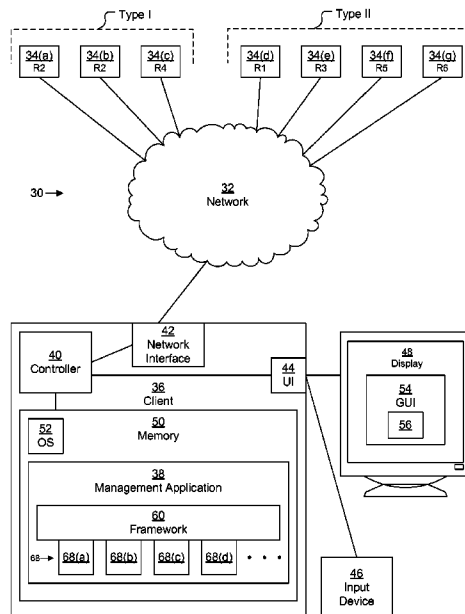 Type I
Type II
34(a)
R2
34(b)
R2
34(c)
R4
34(d)
R1
34(e)
R3
34(f)
R5
34(g)
R6
30
32
Network
42
Network
Interface
40
Controller
44
UI
36
Client
48
Display
54
GUI
56
50
Memory
52
OS
38
Management Application
60
Framework
68
68(a)
68(b)
68(c)
68(d)
• • •
46
Input
Device